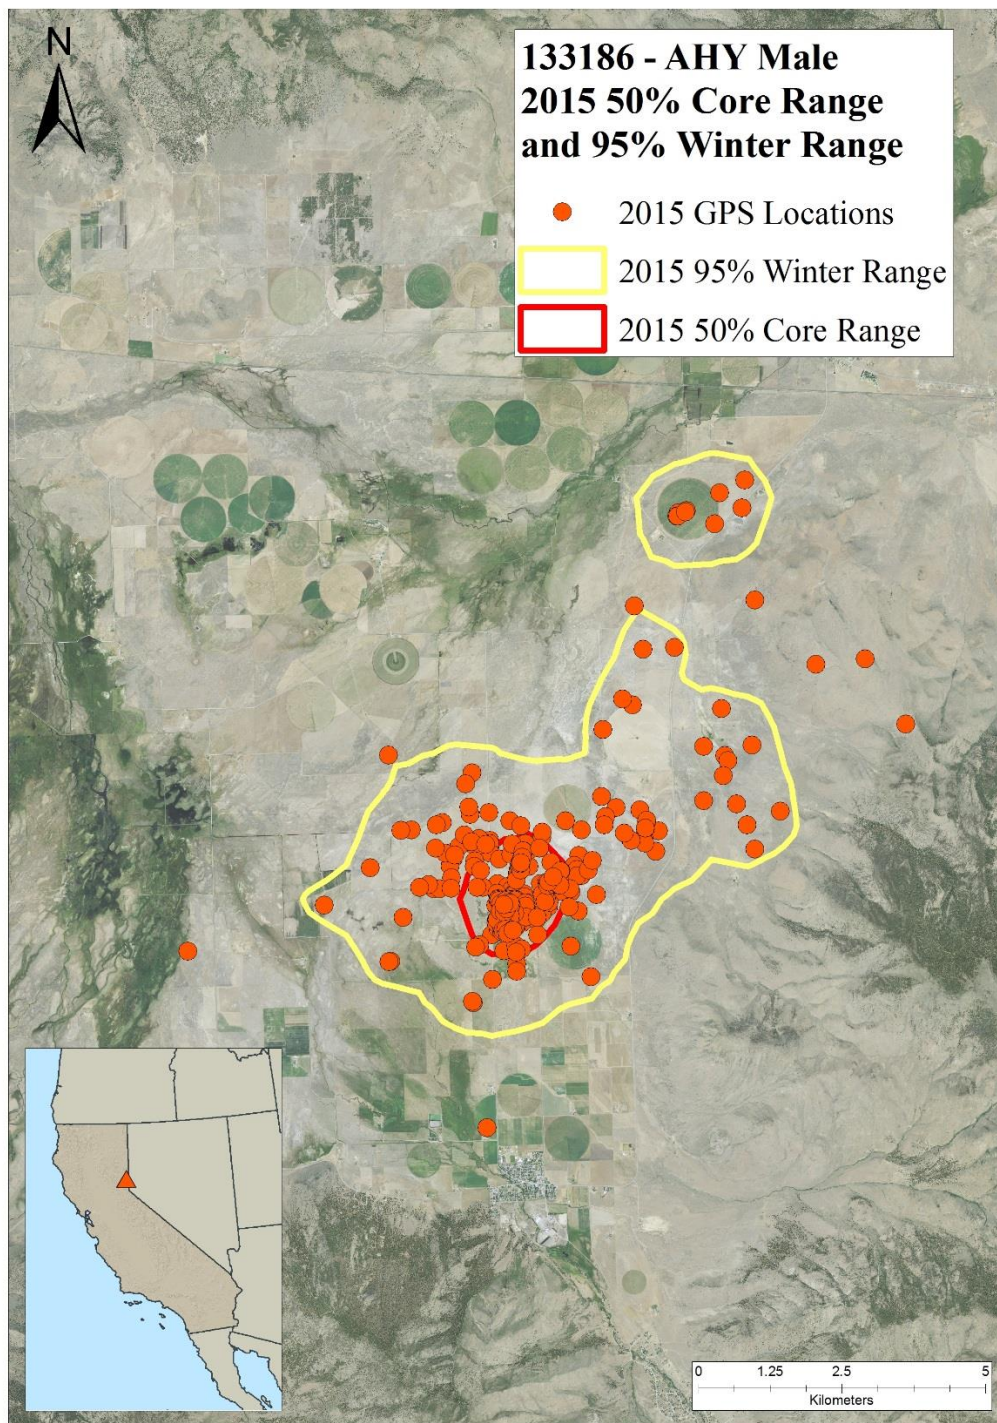 N
133186 - AHY Male
2015 50% Core Range
and 95% Winter Range
2015 GPS Locations
2015 95% Winter Range
2015 50% Core Range
0 1.25 2.5 5
Kilometers